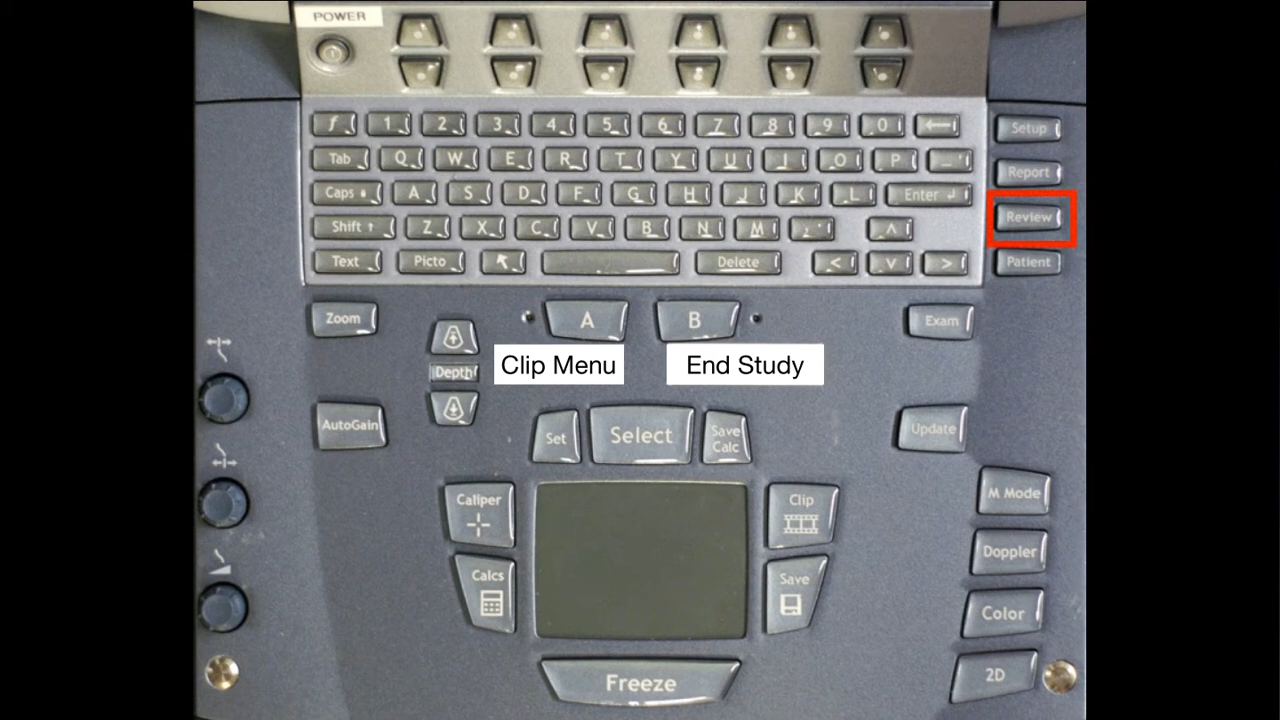 POWER
f 1 2 3 4 5 6 7 8 9 0
Setup
Tab Q W E R T Y U I O P
Report
Caps A S D F G H J K L Enter
Review
Shift Z X C V B N M
Text Picto Delete < v >
Patient
Zoom
A
B
Exam
Clip Menu
End Study
Depth
AutoGain
Set
Select
Save
Calc
Update
Caliper
Clip
M Mode
Doppler
Calcs
Save
Color
2D
Freeze